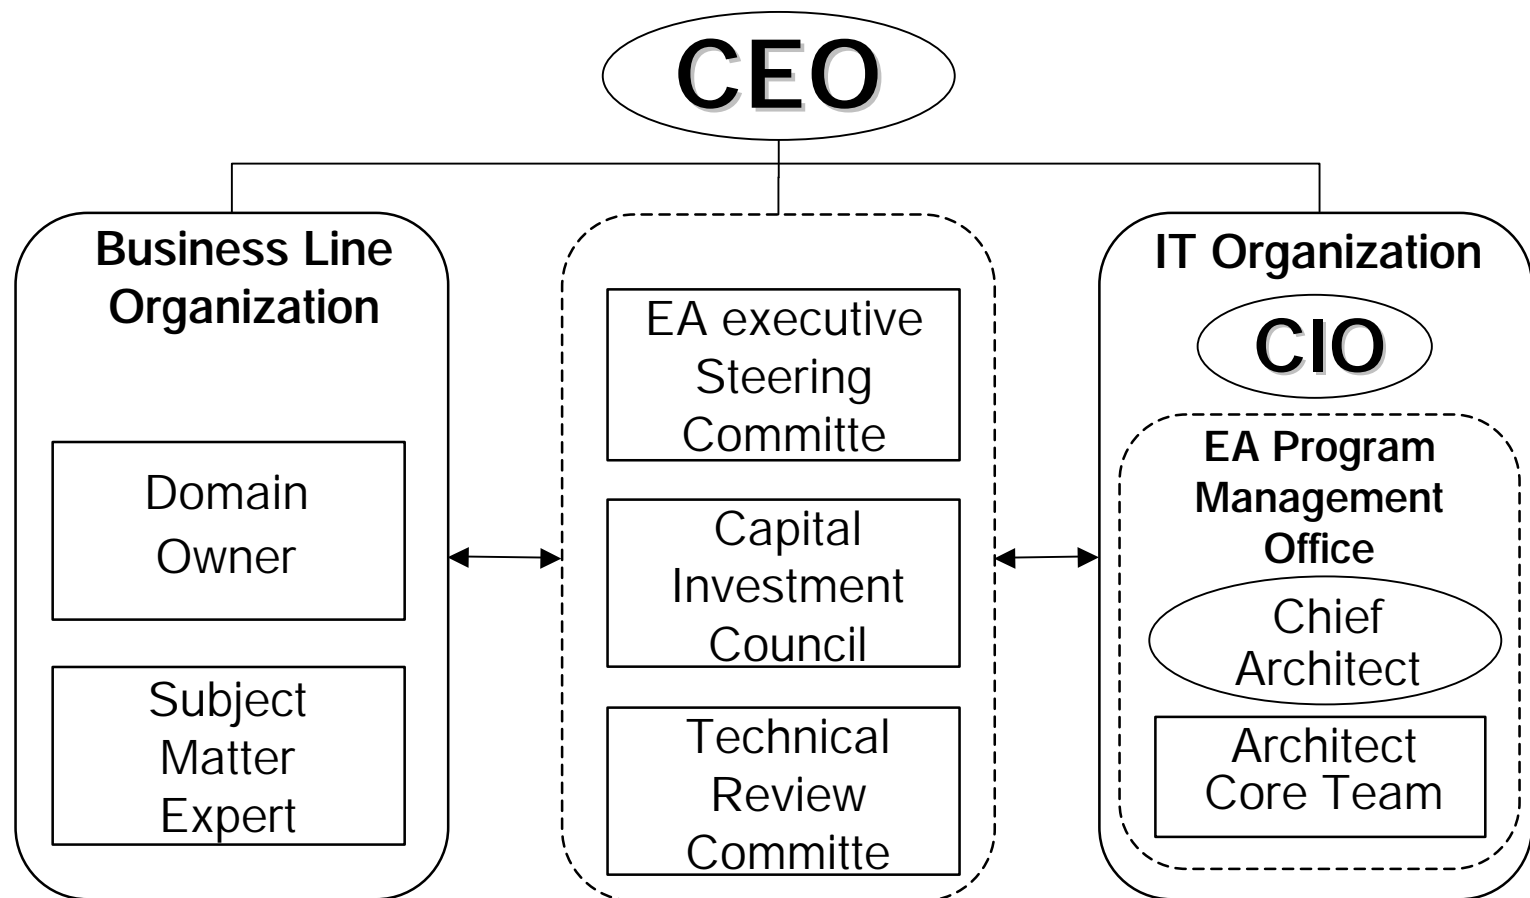 CEO
Business Line
Organization
Domain
Owner
Subject
Matter
Expert
EA executive
Steering
Committe
Capital
Investment
Council
Technical
Review
Committe
IT Organization
CIO
EA Program
Management
Office
Chief
Architect
Architect
Core Team